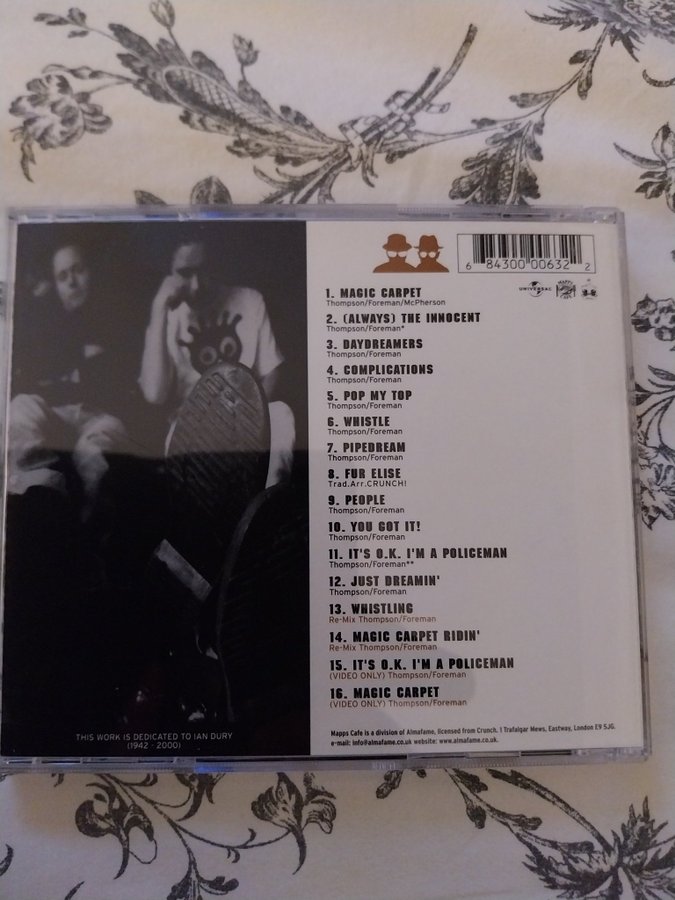 6 84300 00632 2
UNIVERSAL
1. MAGIC CARPET
Thompson/Foreman/McPherson
2. (ALWAYS) THE INNOCENT
Thompson/Foreman*
3. DAYDREAMERS
Thompson/Foreman
4. COMPLICATIONS
Thompson/Foreman
5. POP MY TOP
Thompson/Foreman
6. WHISTLE
Thompson/Foreman
7. PIPEDREAM
Thompson/Foreman
8. FUR ELISE
Trad.Arr.CRUNCH!
9. PEOPLE
Thompson/Foreman
10. YOU GOT IT!
Thompson/Foreman
11. IT'S O.K. I'M A POLICEMAN
Thompson/Foreman**
12. JUST DREAMIN'
Thompson/Foreman
13. WHISTLING
Re-Mix Thompson/Foreman
14. MAGIC CARPET RIDIN'
Re-Mix Thompson/Foreman
15. IT'S O.K. I'M A POLICEMAN
(VIDEO ONLY) Thompson/Foreman
16. MAGIC CARPET
(VIDEO ONLY) Thompson/Foreman
Mapps Cafe is a division of Almafame, licensed from Crunch. 1 Trafalgar Mews, Eastway, London E9 5JG.
e-mail: info@almafame.co.uk website: www.almafame.co.uk.
THIS WORK IS DEDICATED TO IAN DURY
(1942 - 2000)